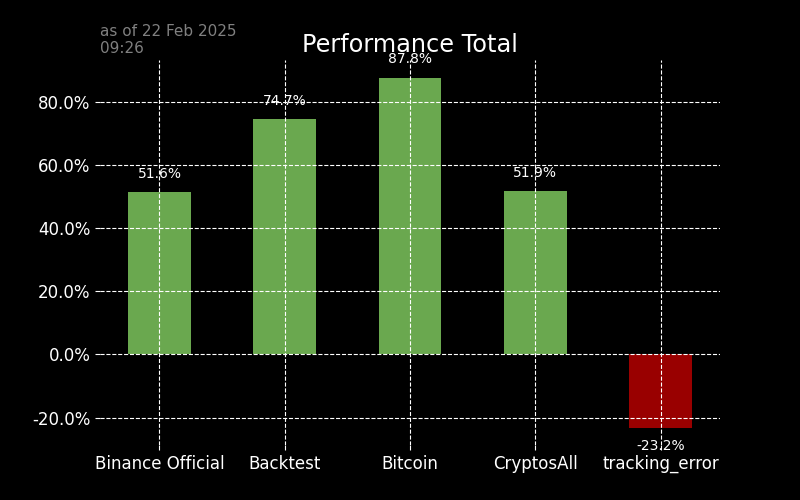 as of 22 Feb 2025
09:26
Performance Total
87.8%
80.0%
74.7%
60.0%
51.6%
51.9%
40.0%
20.0%
0.0%
-20.0%
-23.2%
Binance Official
Backtest
Bitcoin
CryptosAll
tracking_error